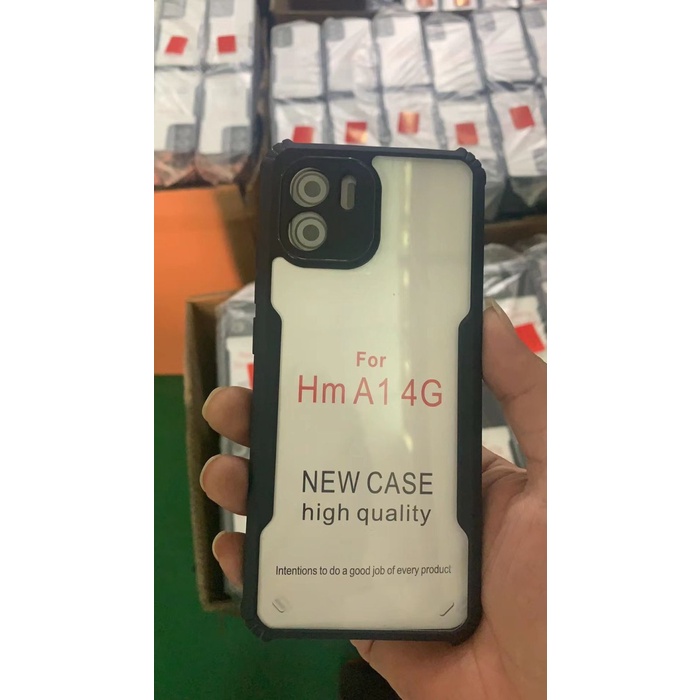 For
Hm A1 4G
NEW CASE
high quality
Intentions to do a good job of every product